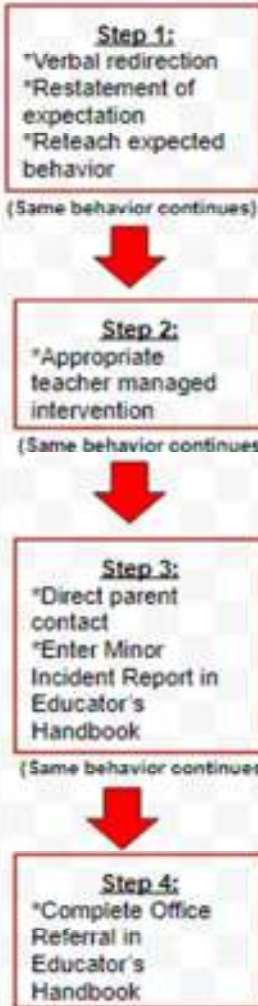 Step 1:
*Verbal redirection
*Restatement of
expectation
*Reteach expected
behavior
(Same behavior continues)
Step 2:
*Appropriate
teacher managed
intervention
(Same behavior continues
Step 3:
*Direct parent
contact
*Enter Minor
Incident Report in
Educator's
Handbook
(Same behavior continues
Step 4:
*Complete Office
Referral in
Educator's
Handbook